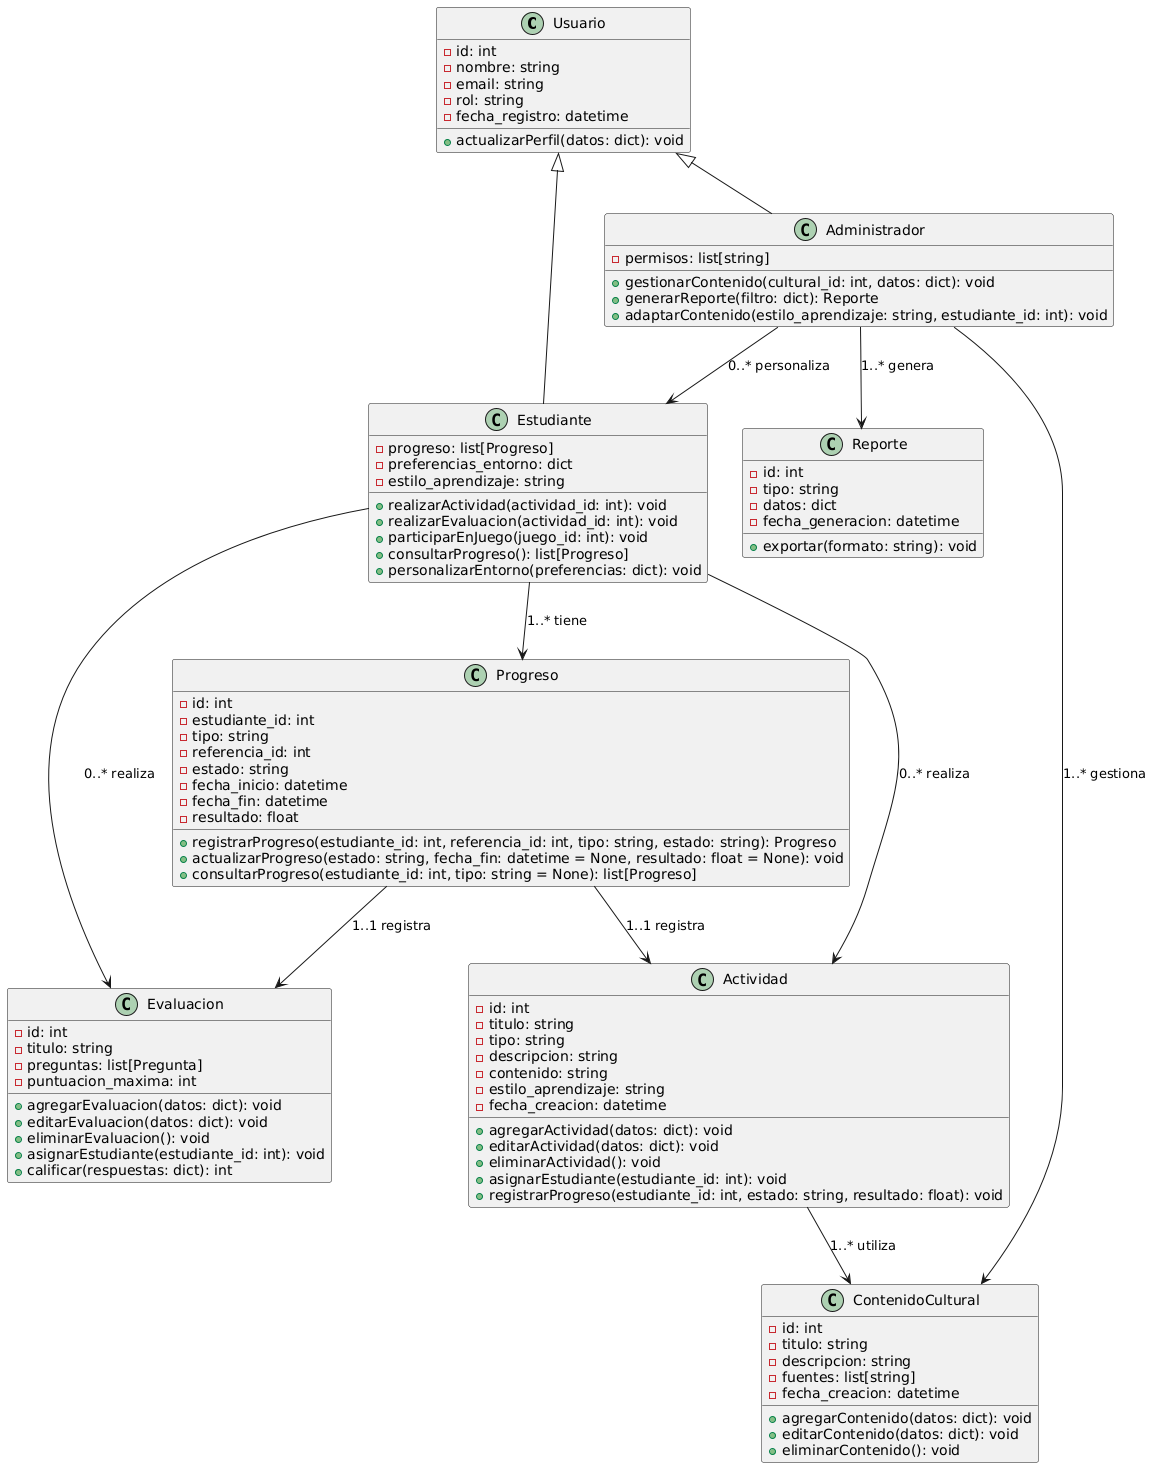 C Usuario
id: int
nombre: string
email: string
rol: string
fecha_registro: datetime
actualizarPerfil(datos: dict): void
C Administrador
permisos: list[string]
gestionarContenido(cultural_id: int, datos: dict): void
generarReporte(filtro: dict): Reporte
adaptarContenido(estilo_aprendizaje: string, estudiante_id: int): void
0..* personaliza
1..* genera
C Estudiante
progreso: list[Progreso]
preferencias_entorno: dict
estilo_aprendizaje: string
realizarActividad(actividad_id: int): void
realizarEvaluacion(actividad_id: int): void
participarEnJuego(juego_id: int): void
consultarProgreso(): list[Progreso]
personalizarEntorno(preferencias: dict): void
C Reporte
id: int
tipo: string
datos: dict
fecha_generacion: datetime
exportar(formato: string): void
1..* tiene
C Progreso
id: int
estudiante_id: int
tipo: string
referencia_id: int
estado: string
fecha_inicio: datetime
fecha_fin: datetime
resultado: float
registrarProgreso(estudiante_id: int, referencia_id: int, tipo: string, estado: string): Progreso
actualizarProgreso(estado: string, fecha_fin: datetime = None, resultado: float = None): void
consultarProgreso(estudiante_id: int, tipo: string = None): list[Progreso]
0..* realiza
0..* realiza
1..* gestiona
1..1 registra
1..1 registra
C Evaluacion
id: int
titulo: string
preguntas: list[Pregunta]
puntuacion_maxima: int
agregarEvaluacion(datos: dict): void
editarEvaluacion(datos: dict): void
eliminarEvaluacion(): void
asignarEstudiante(estudiante_id: int): void
calificar(respuestas: dict): int
C Actividad
id: int
titulo: string
tipo: string
descripcion: string
contenido: string
estilo_aprendizaje: string
fecha_creacion: datetime
agregarActividad(datos: dict): void
editarActividad(datos: dict): void
eliminarActividad(): void
asignarEstudiante(estudiante_id: int): void
registrarProgreso(estudiante_id: int, estado: string, resultado: float): void
1..* utiliza
C ContenidoCultural
id: int
titulo: string
descripcion: string
fuentes: list[string]
fecha_creacion: datetime
agregarContenido(datos: dict): void
editarContenido(datos: dict): void
eliminarContenido(): void